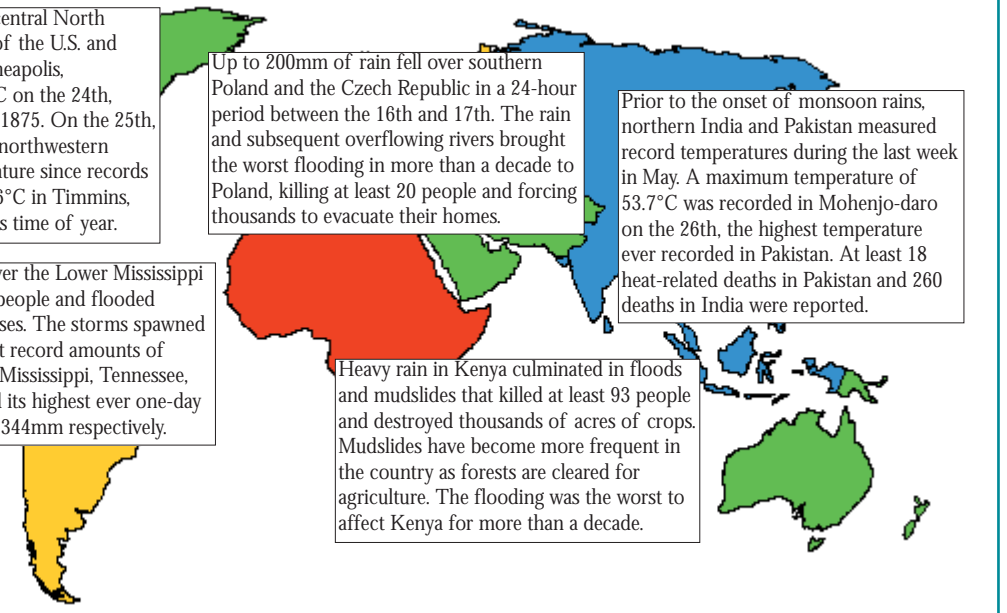 central North
of the U.S. and
neapolis,
C on the 24th,
1875. On the 25th,
northwestern
ature since records
6°C in Timmins,
s time of year.
Up to 200mm of rain fell over southern
Poland and the Czech Republic in a 24-hour
period between the 16th and 17th. The rain
and subsequent overflowing rivers brought
the worst flooding in more than a decade to
Poland, killing at least 20 people and forcing
thousands to evacuate their homes.
Prior to the onset of monsoon rains,
northern India and Pakistan measured
record temperatures during the last week
in May. A maximum temperature of
53.7°C was recorded in Mohenjo-daro
on the 26th, the highest temperature
ever recorded in Pakistan. At least 18
heat-related deaths in Pakistan and 260
deaths in India were reported.
ver the Lower Mississippi
people and flooded
ses. The storms spawned
t record amounts of
Mississippi, Tennessee,
l its highest ever one-day
344mm respectively.
Heavy rain in Kenya culminated in floods
and mudslides that killed at least 93 people
and destroyed thousands of acres of crops.
Mudslides have become more frequent in
the country as forests are cleared for
agriculture. The flooding was the worst to
affect Kenya for more than a decade.